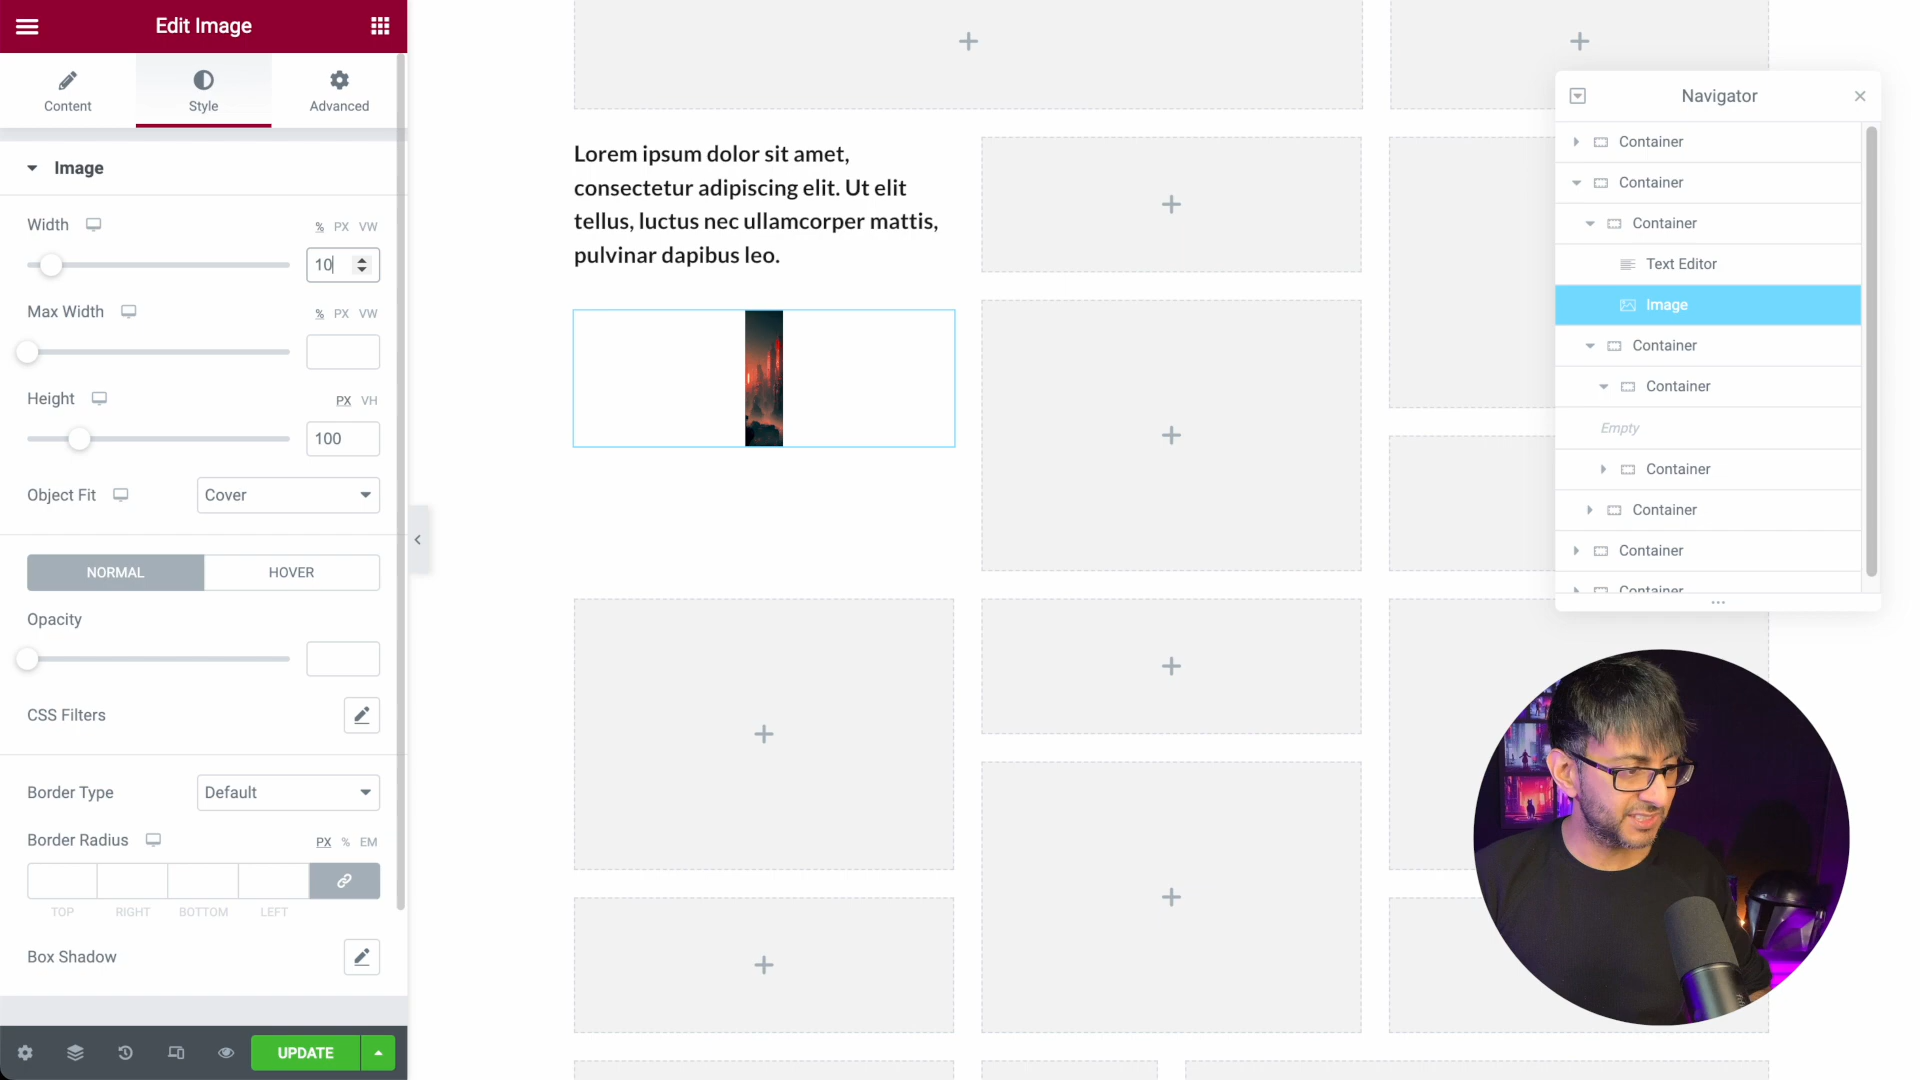 Edit Image
Content
Style
Advanced
Image
Width
% PX VW
10
Max Width
% PX VW
Height
PX VH
100
Object Fit
Cover
NORMAL
HOVER
Opacity
CSS Filters
Border Type
Default
Border Radius
PX % EM
TOP RIGHT BOTTOM LEFT
Box Shadow
UPDATE
Lorem ipsum dolor sit amet,
consectetur adipiscing elit. Ut elit
tellus, luctus nec ullamcorper mattis,
pulvinar dapibus leo.
Navigator
Container
Container
Container
Text Editor
Image
Container
Container
Empty
Container
Container
Container
Container